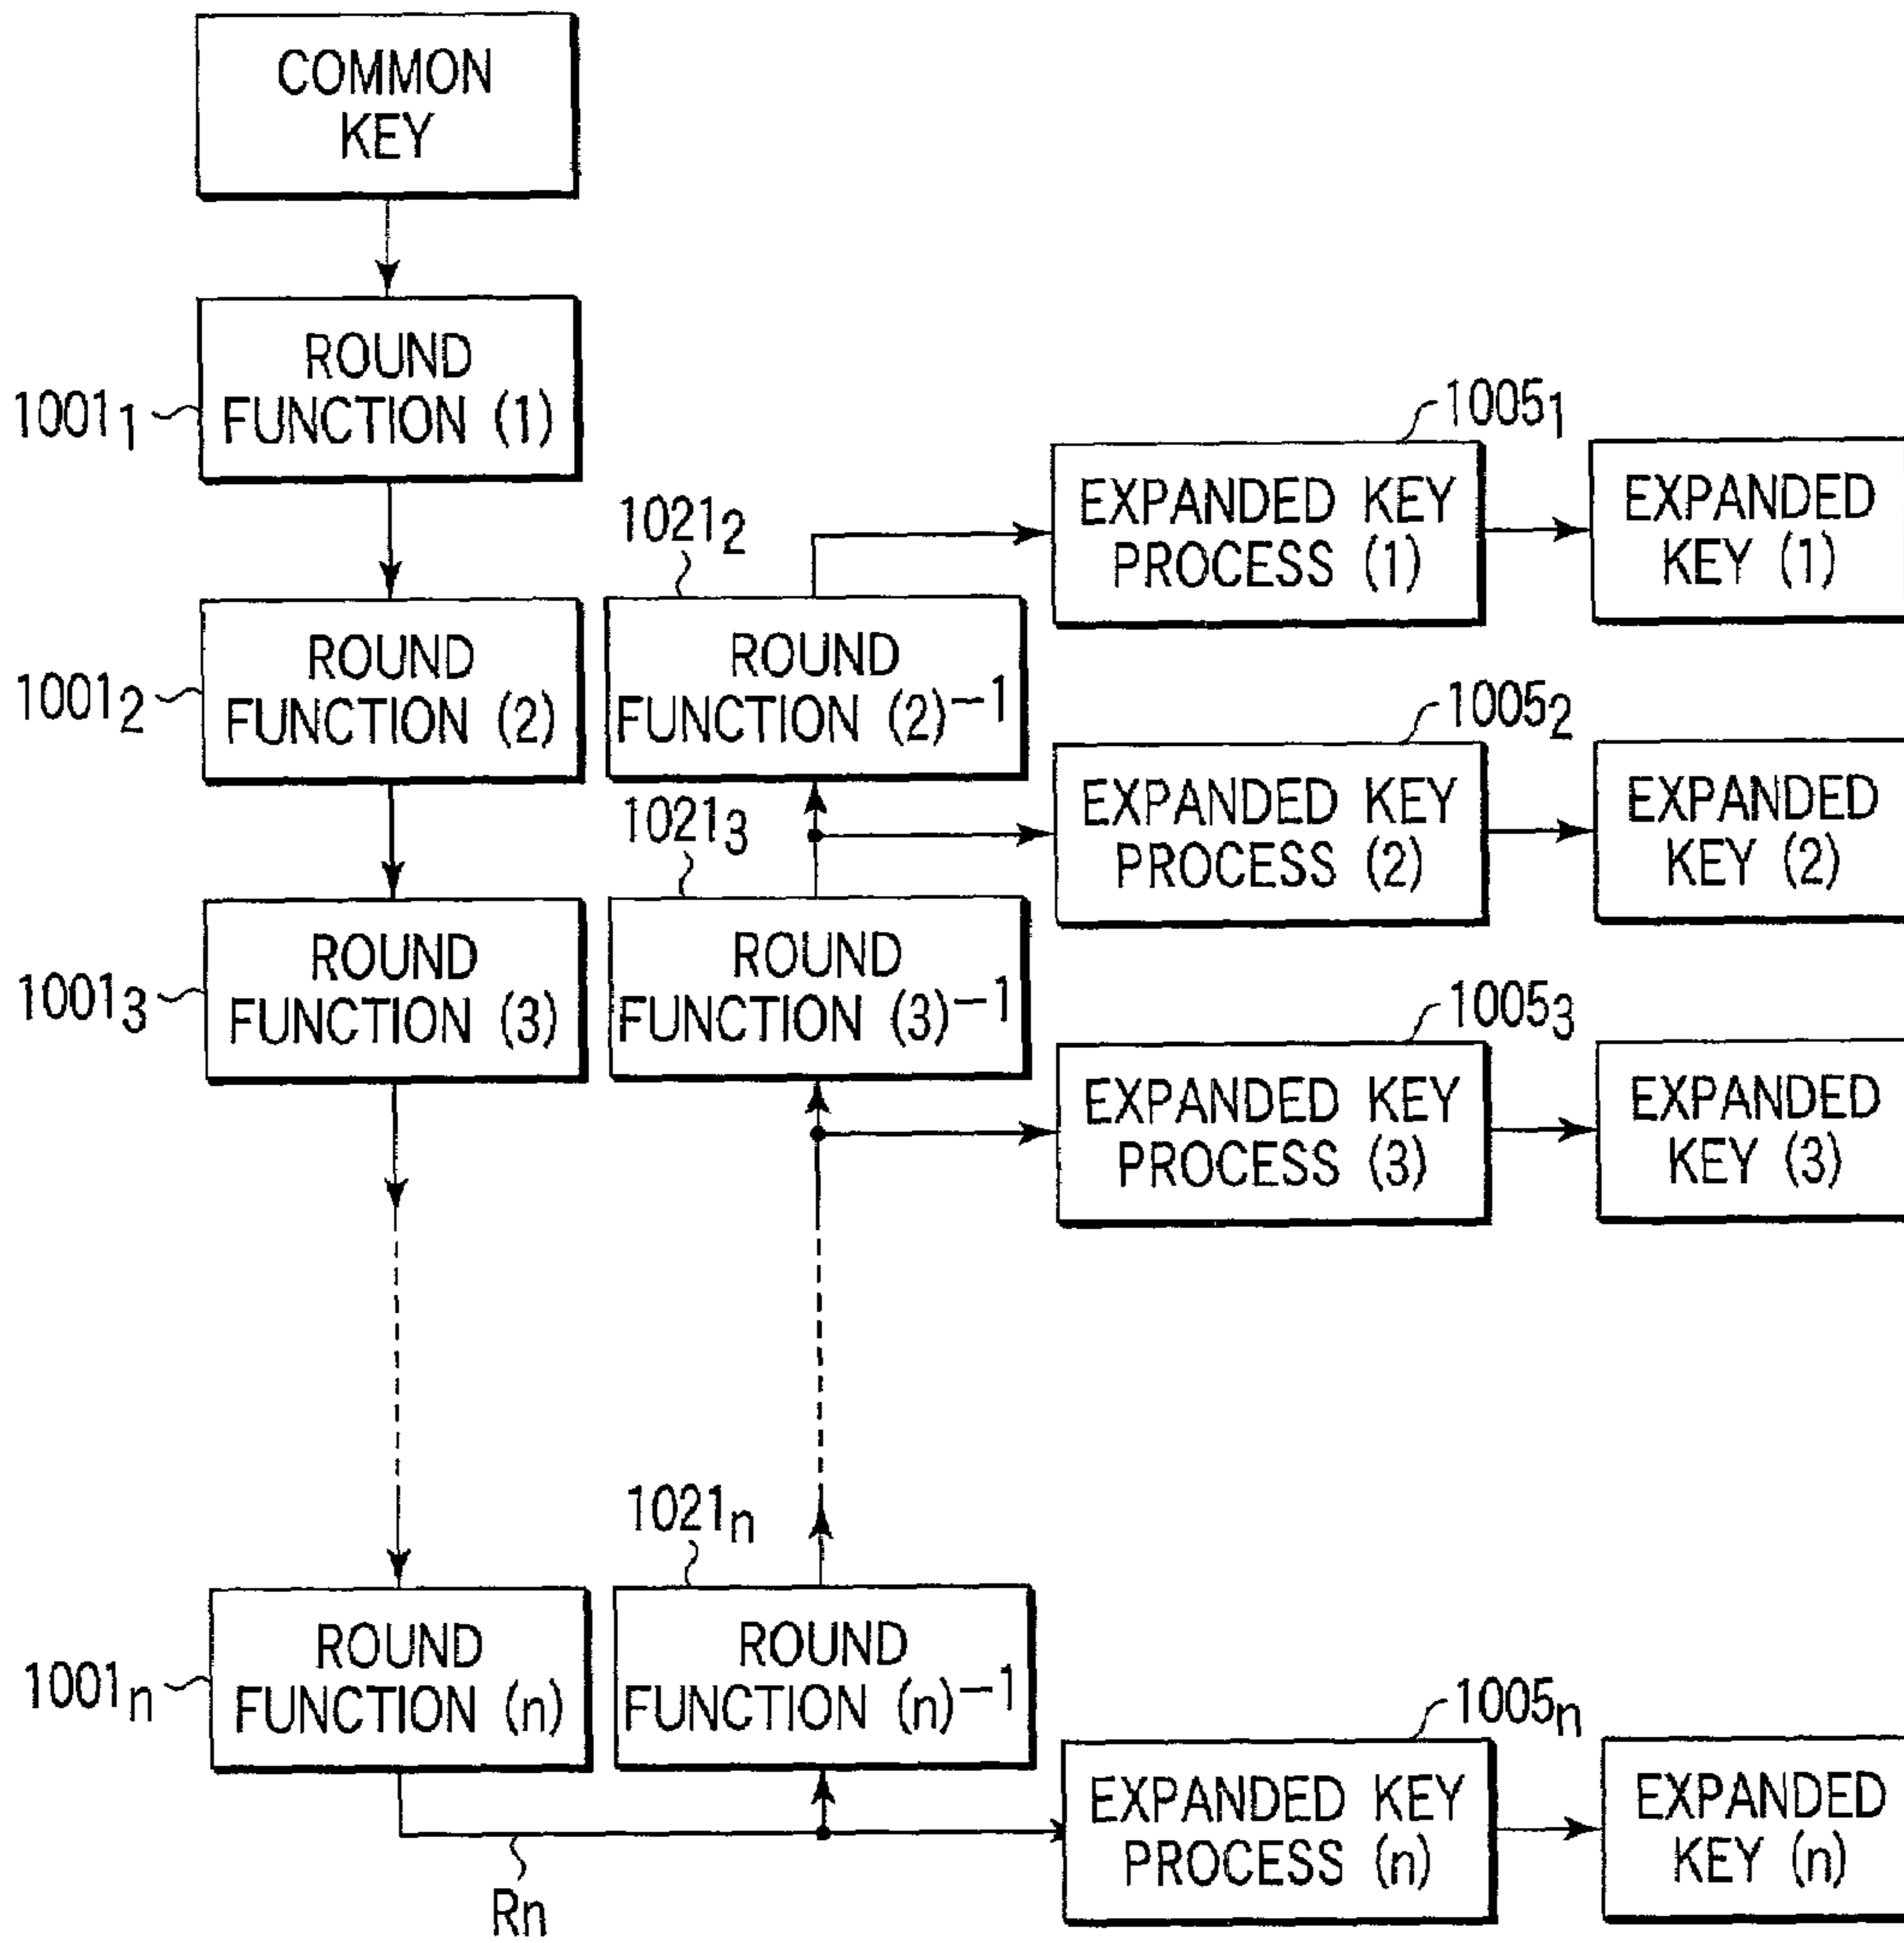 COMMON
KEY
ROUND
FUNCTION (1)
1001₁
1005₁
EXPANDED KEY
PROCESS (1)
EXPANDED
KEY (1)
1021₂
ROUND
FUNCTION (2)
1001₂
ROUND
FUNCTION (2)⁻¹
1005₂
EXPANDED KEY
PROCESS (2)
EXPANDED
KEY (2)
1021₃
ROUND
FUNCTION (3)
1001₃
ROUND
FUNCTION (3)⁻¹
1005₃
EXPANDED KEY
PROCESS (3)
EXPANDED
KEY (3)
1021n
ROUND
FUNCTION (n)
1001n
ROUND
FUNCTION (n)⁻¹
1005n
EXPANDED KEY
PROCESS (n)
EXPANDED
KEY (n)
Rn